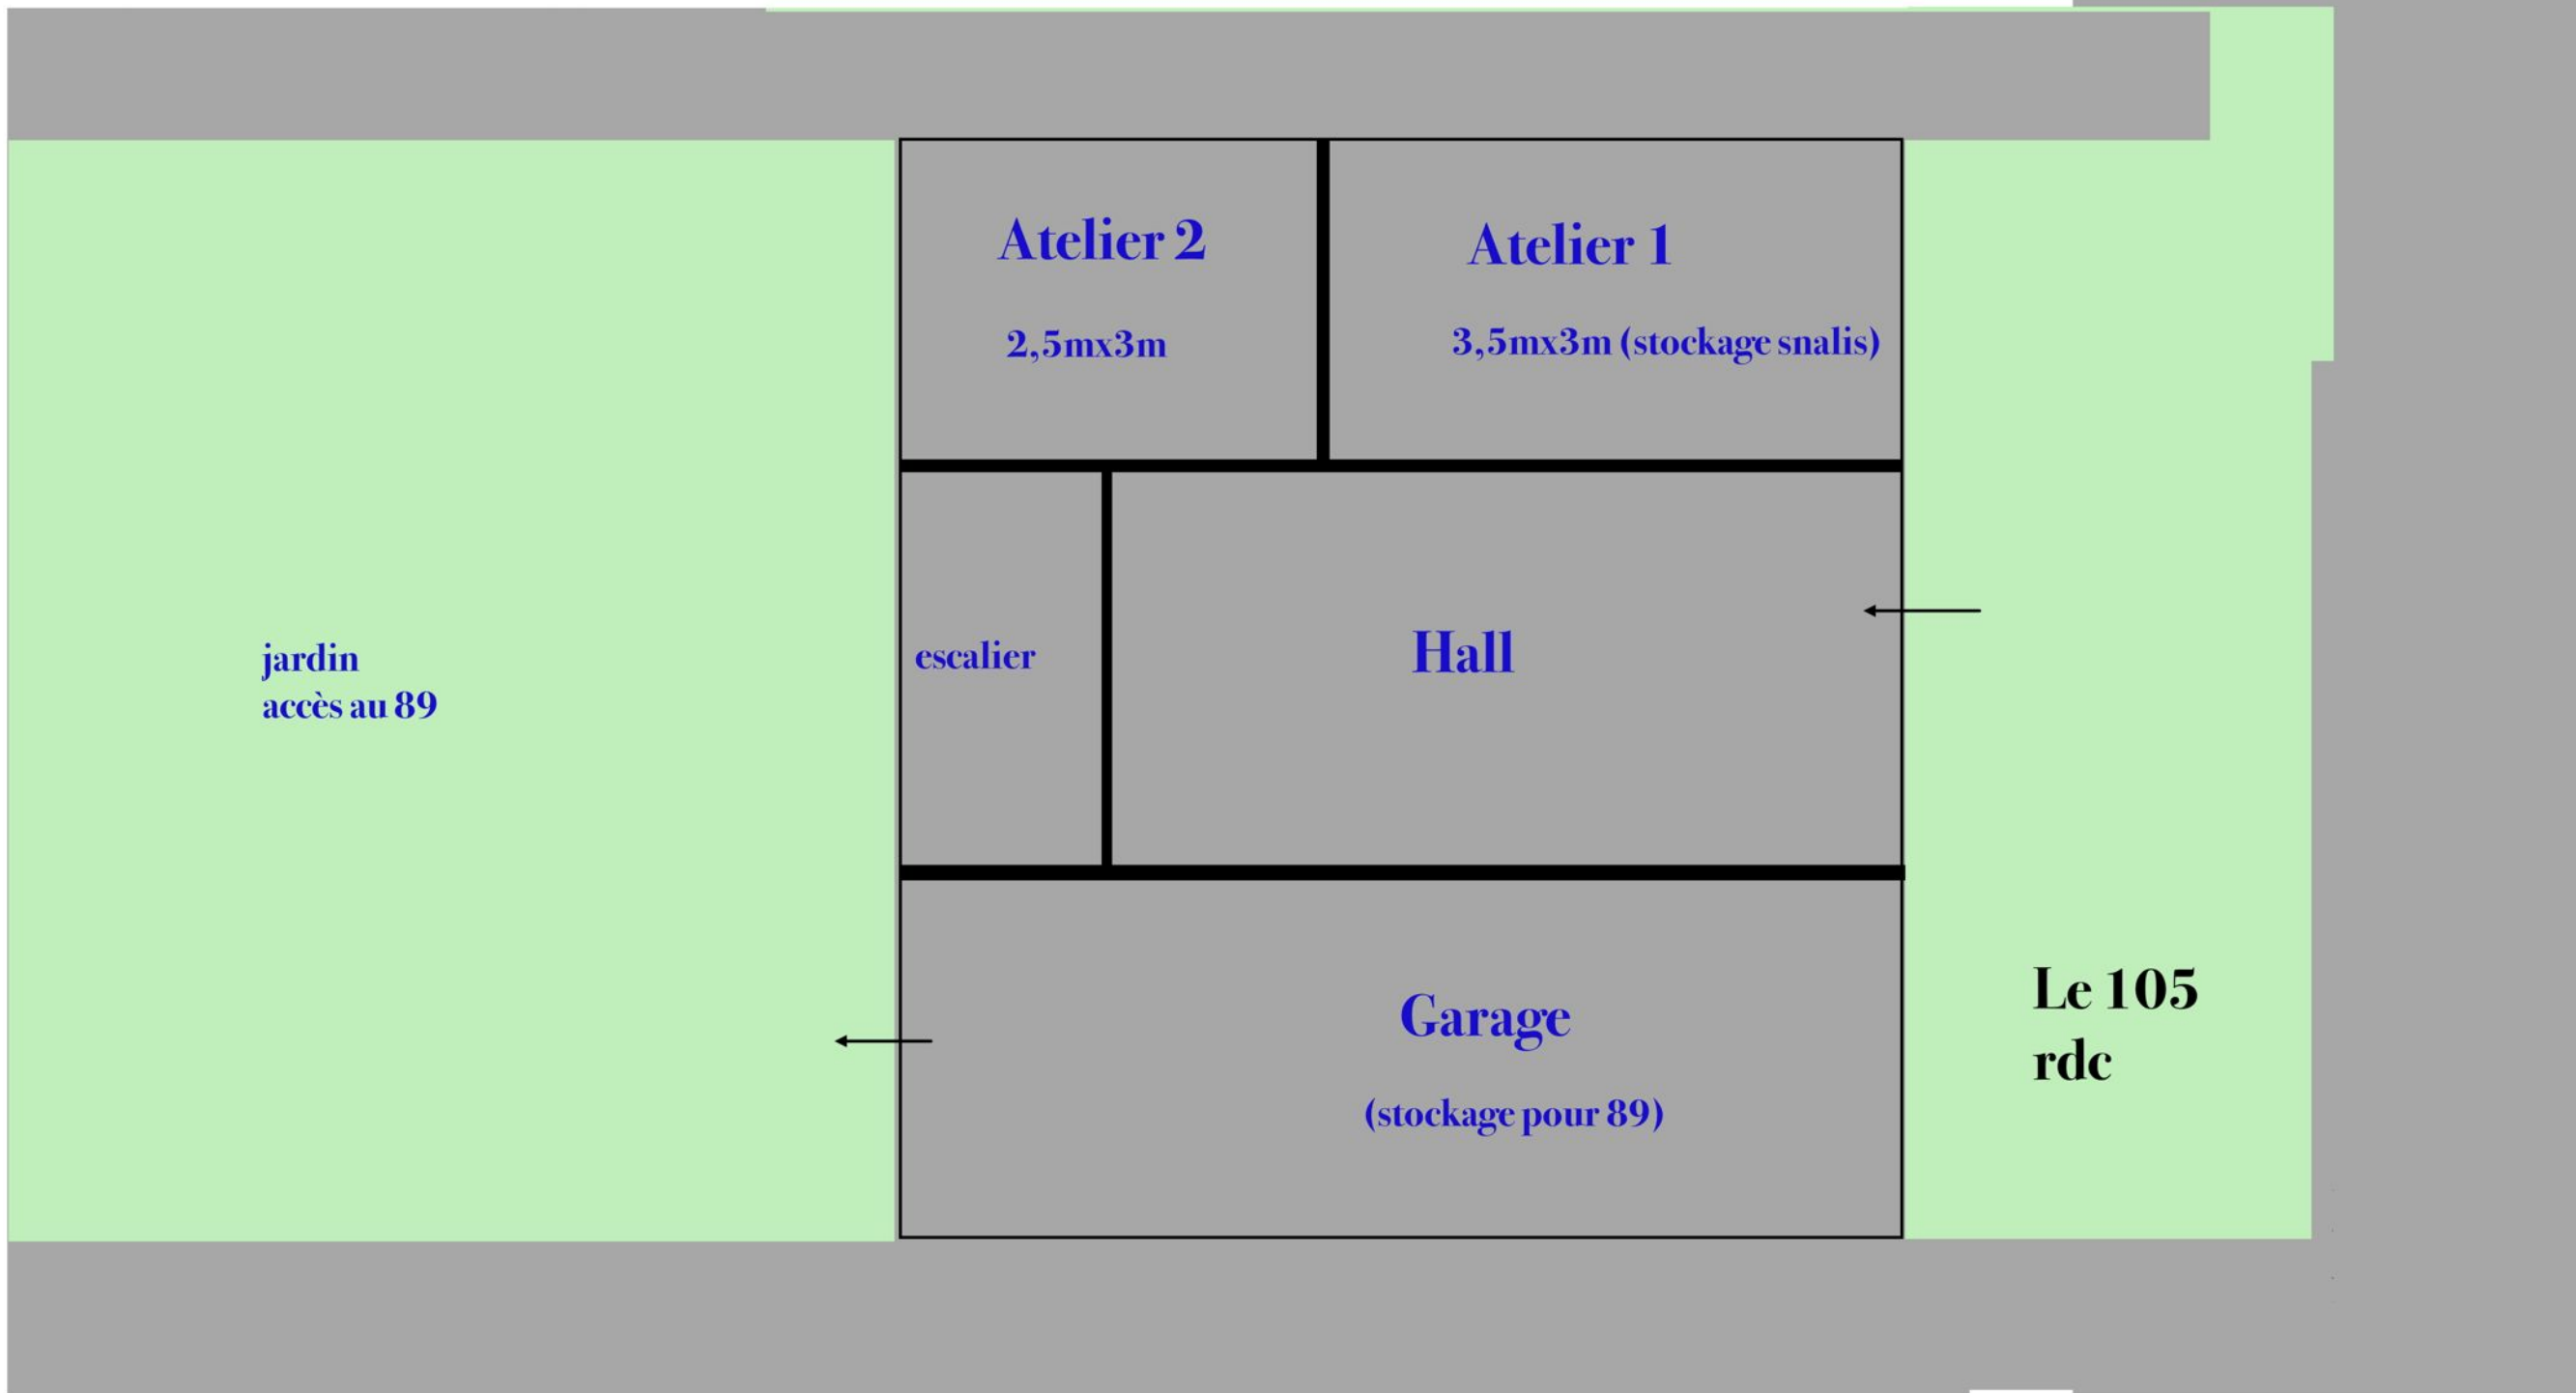 Atelier 2
Atelier 1
2,5mx3m
3,5mx3m (stockage snalis)
jardin
accès au 89
escalier
Hall
Garage
(stockage pour 89)
Le 105
rdc